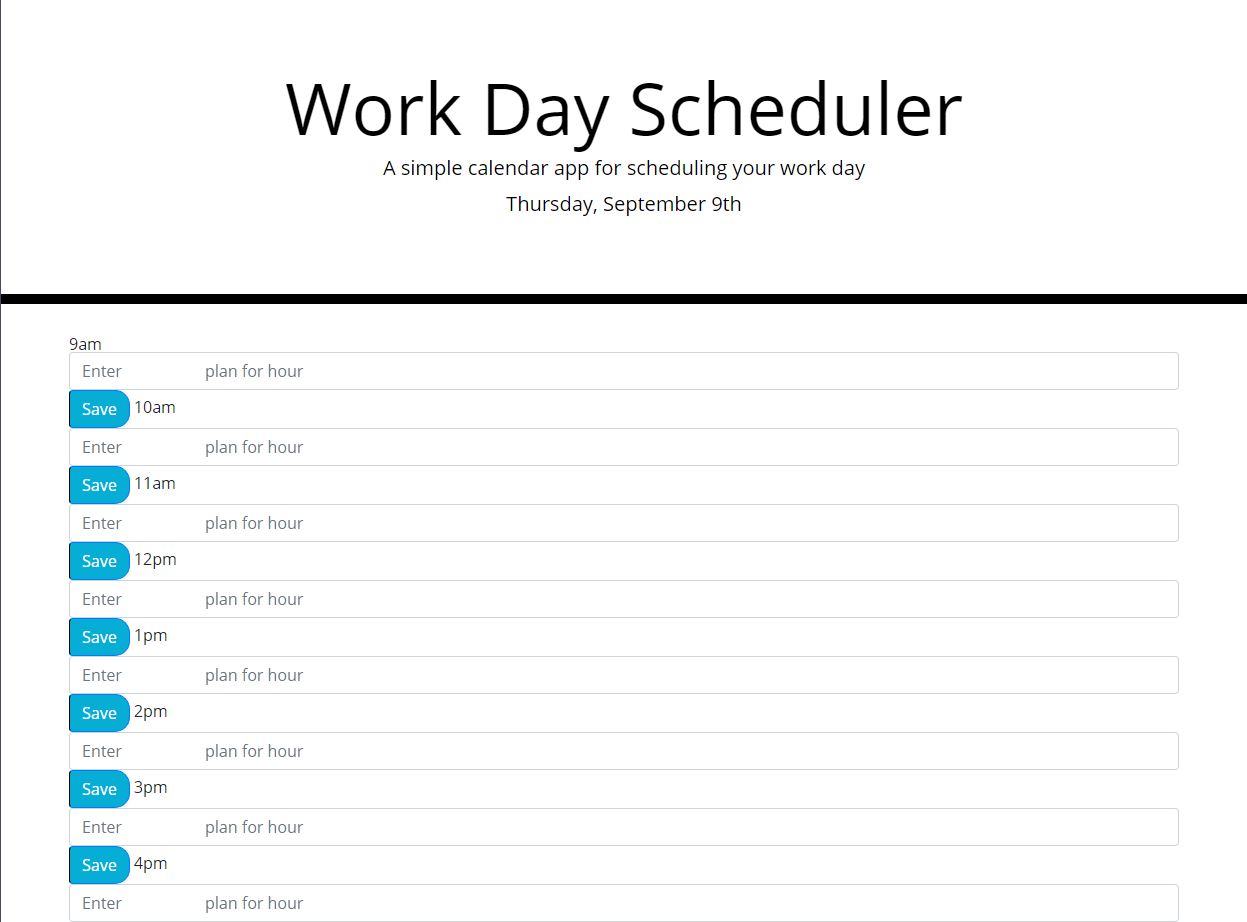 Work Day Scheduler
A simple calendar app for scheduling your work day
Thursday, September 9th
9am
Enter plan for hour
Save 10am
Enter plan for hour
Save 11am
Enter plan for hour
Save 12pm
Enter plan for hour
Save 1pm
Enter plan for hour
Save 2pm
Enter plan for hour
Save 3pm
Enter plan for hour
Save 4pm
Enter plan for hour